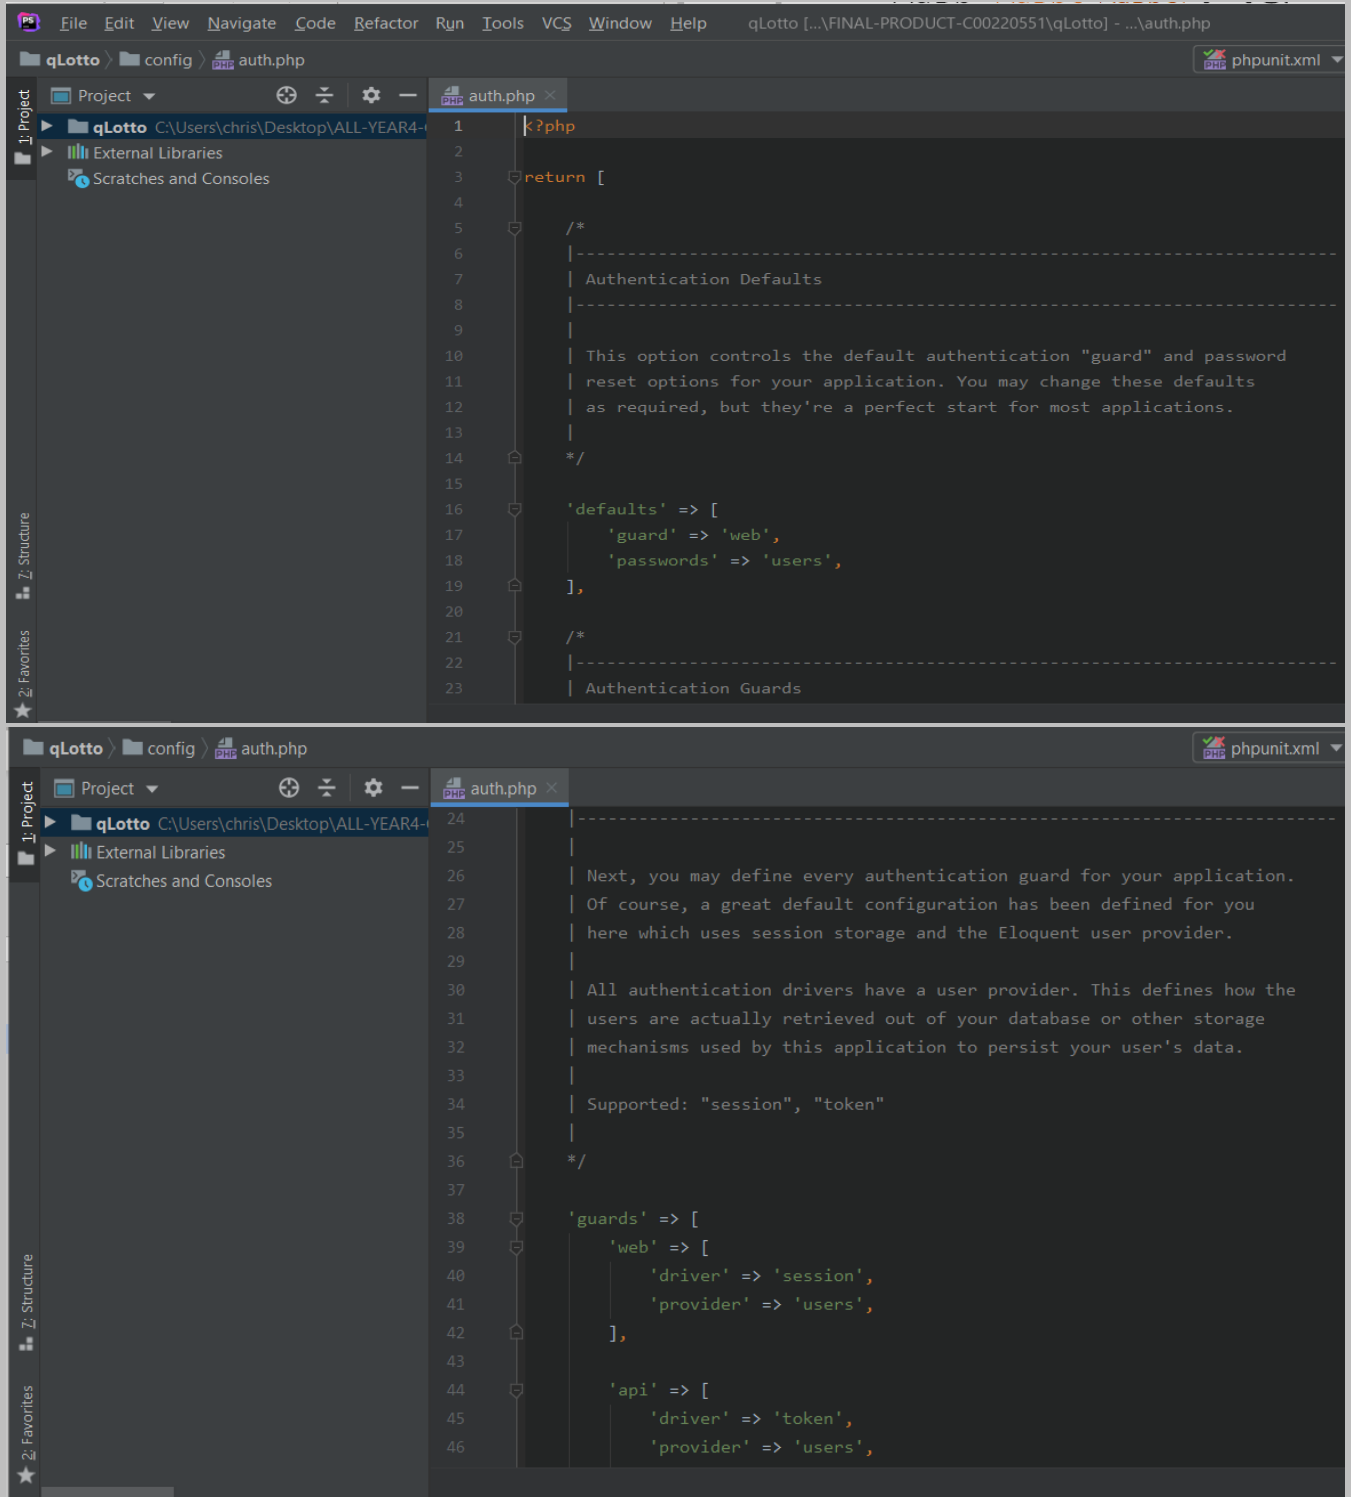 File Edit View Navigate Code Refactor Run Tools VCS Window Help qLotto [...\FINAL-PRODUCT-C00220551\qLotto] - ...\auth.php
qLotto config auth.php phpunit.xml
1: Project
Project
auth.php
qLotto C:\Users\chris\Desktop\ALL-YEAR4-
External Libraries
Scratches and Consoles
7: Structure
2: Favorites
1 <?php
2
3 return [
4
5 /*
6 |--------------------------------------------------------------------------
7 | Authentication Defaults
8 |--------------------------------------------------------------------------
9 |
10 | This option controls the default authentication "guard" and password
11 | reset options for your application. You may change these defaults
12 | as required, but they're a perfect start for most applications.
13 |
14 */
15
16 'defaults' => [
17 'guard' => 'web',
18 'passwords' => 'users',
19 ],
20
21 /*
22 |--------------------------------------------------------------------------
23 | Authentication Guards
qLotto config auth.php phpunit.xml
1: Project
Project
auth.php
qLotto C:\Users\chris\Desktop\ALL-YEAR4-
External Libraries
Scratches and Consoles
7: Structure
2: Favorites
24 |--------------------------------------------------------------------------
25 |
26 | Next, you may define every authentication guard for your application.
27 | Of course, a great default configuration has been defined for you
28 | here which uses session storage and the Eloquent user provider.
29 |
30 | All authentication drivers have a user provider. This defines how the
31 | users are actually retrieved out of your database or other storage
32 | mechanisms used by this application to persist your user's data.
33 |
34 | Supported: "session", "token"
35 |
36 */
37
38 'guards' => [
39 'web' => [
40 'driver' => 'session',
41 'provider' => 'users',
42 ],
43
44 'api' => [
45 'driver' => 'token',
46 'provider' => 'users',